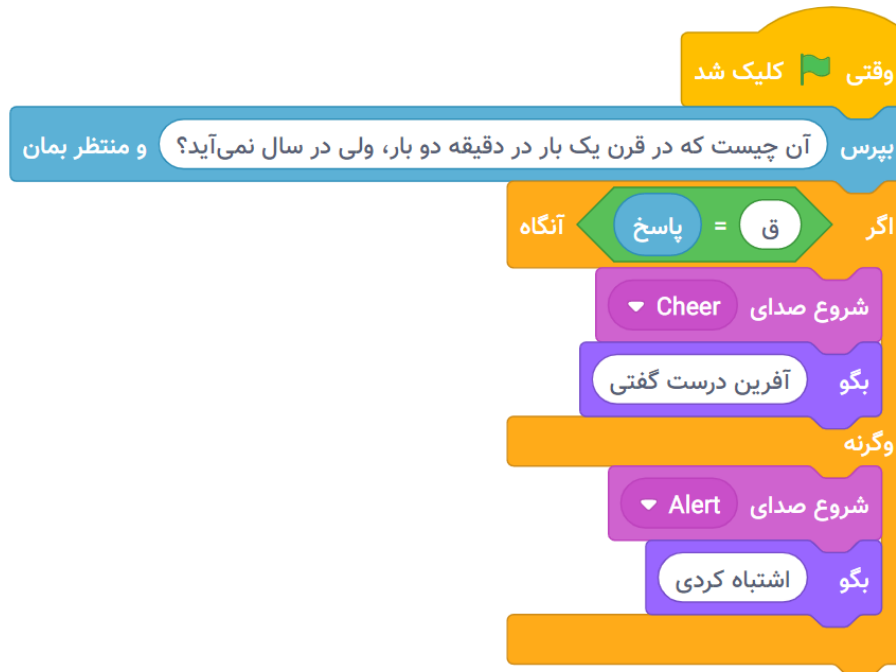 وقتی کلیک شد
بپرس آن چیست که در قرن یک بار در دقیقه دو بار، ولی در سال نمی‌آید؟ و منتظر بمان
اگر ق = پاسخ آنگاه
شروع صدای Cheer
بگو آفرین درست گفتی
وگرنه
شروع صدای Alert
بگو اشتباه کردی